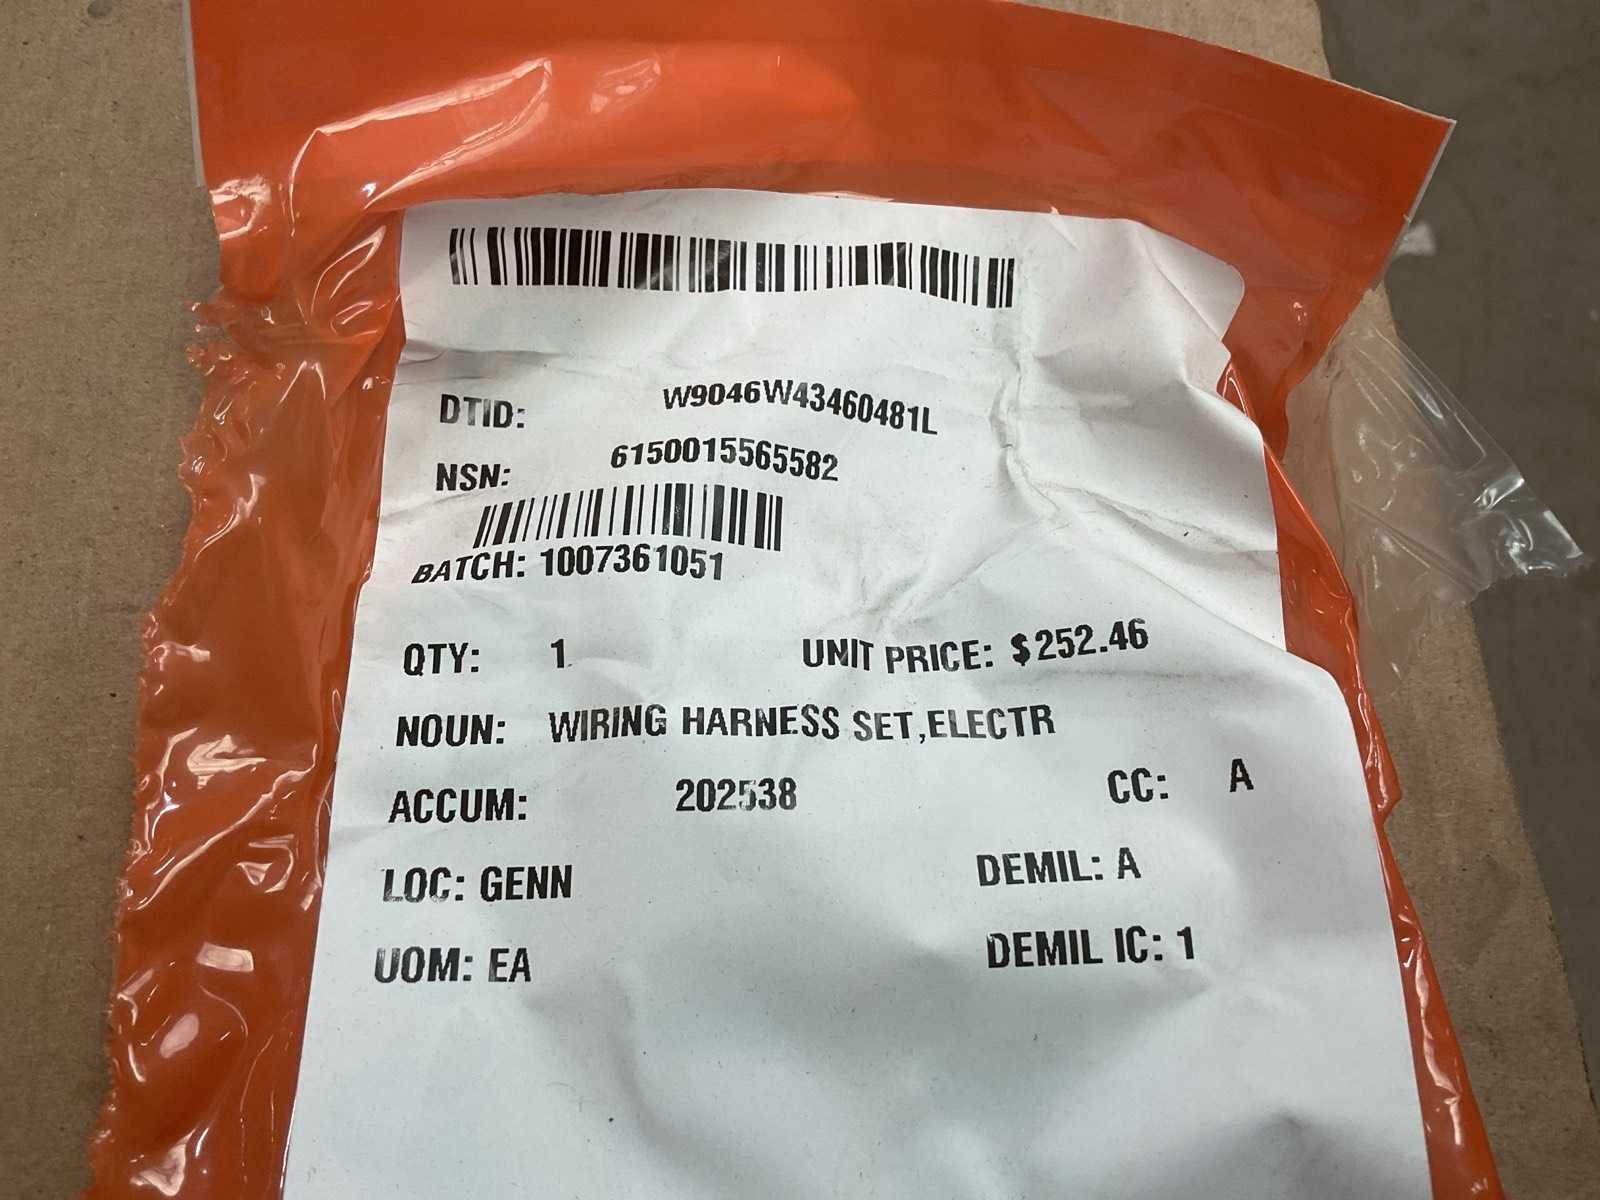 DTID: W9046W43460481L
NSN: 6150015565582
BATCH: 1007361051
QTY: 1 UNIT PRICE: $252.46
NOUN: WIRING HARNESS SET,ELECTR
ACCUM: 202538 CC: A
LOC: GENN DEMIL: A
UOM: EA DEMIL IC: 1